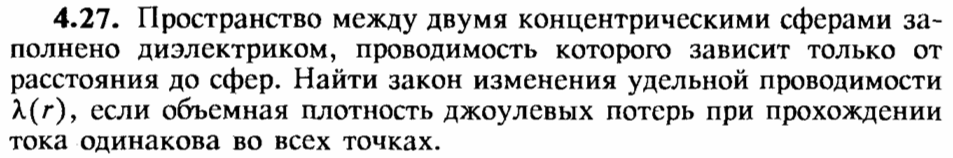 4.27. Пространство между двумя концентрическими сферами за-
полнено диэлектриком, проводимость которого зависит только от
расстояния до сфер. Найти закон изменения удельной проводимости
λ(r), если объемная плотность джоулевых потерь при прохождении
тока одинакова во всех точках.